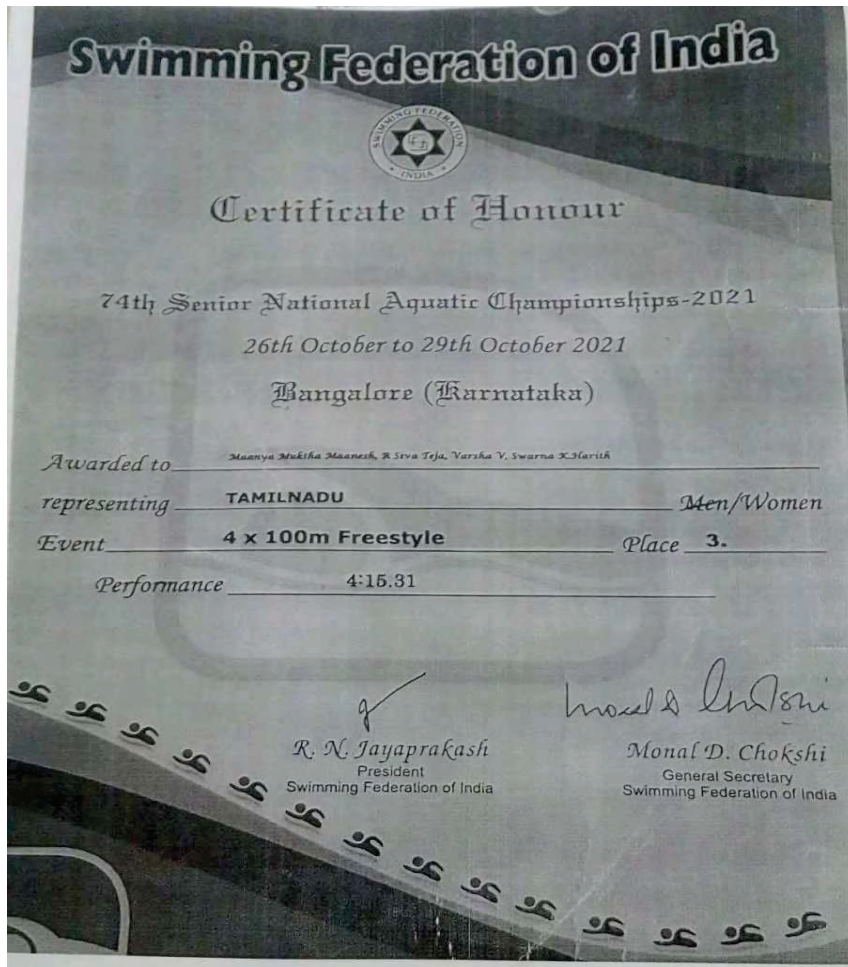 Swimming Federation of India
SWIMMING FEDERATION
INDIA
Certificate of Honour
74th Senior National Aquatic Championships-2021
26th October to 29th October 2021
Bangalore (Karnataka)
Awarded to Maanya Muktha Maanesh, R Siva Teja, Varsha V, Swarna K Harith
representing TAMILNADU Men/Women
Event 4 x 100m Freestyle Place 3.
Performance 4:15.31
Monal D Chokshi
R. N. Jayaprakash Monal D. Chokshi
President General Secretary
Swimming Federation of India Swimming Federation of India